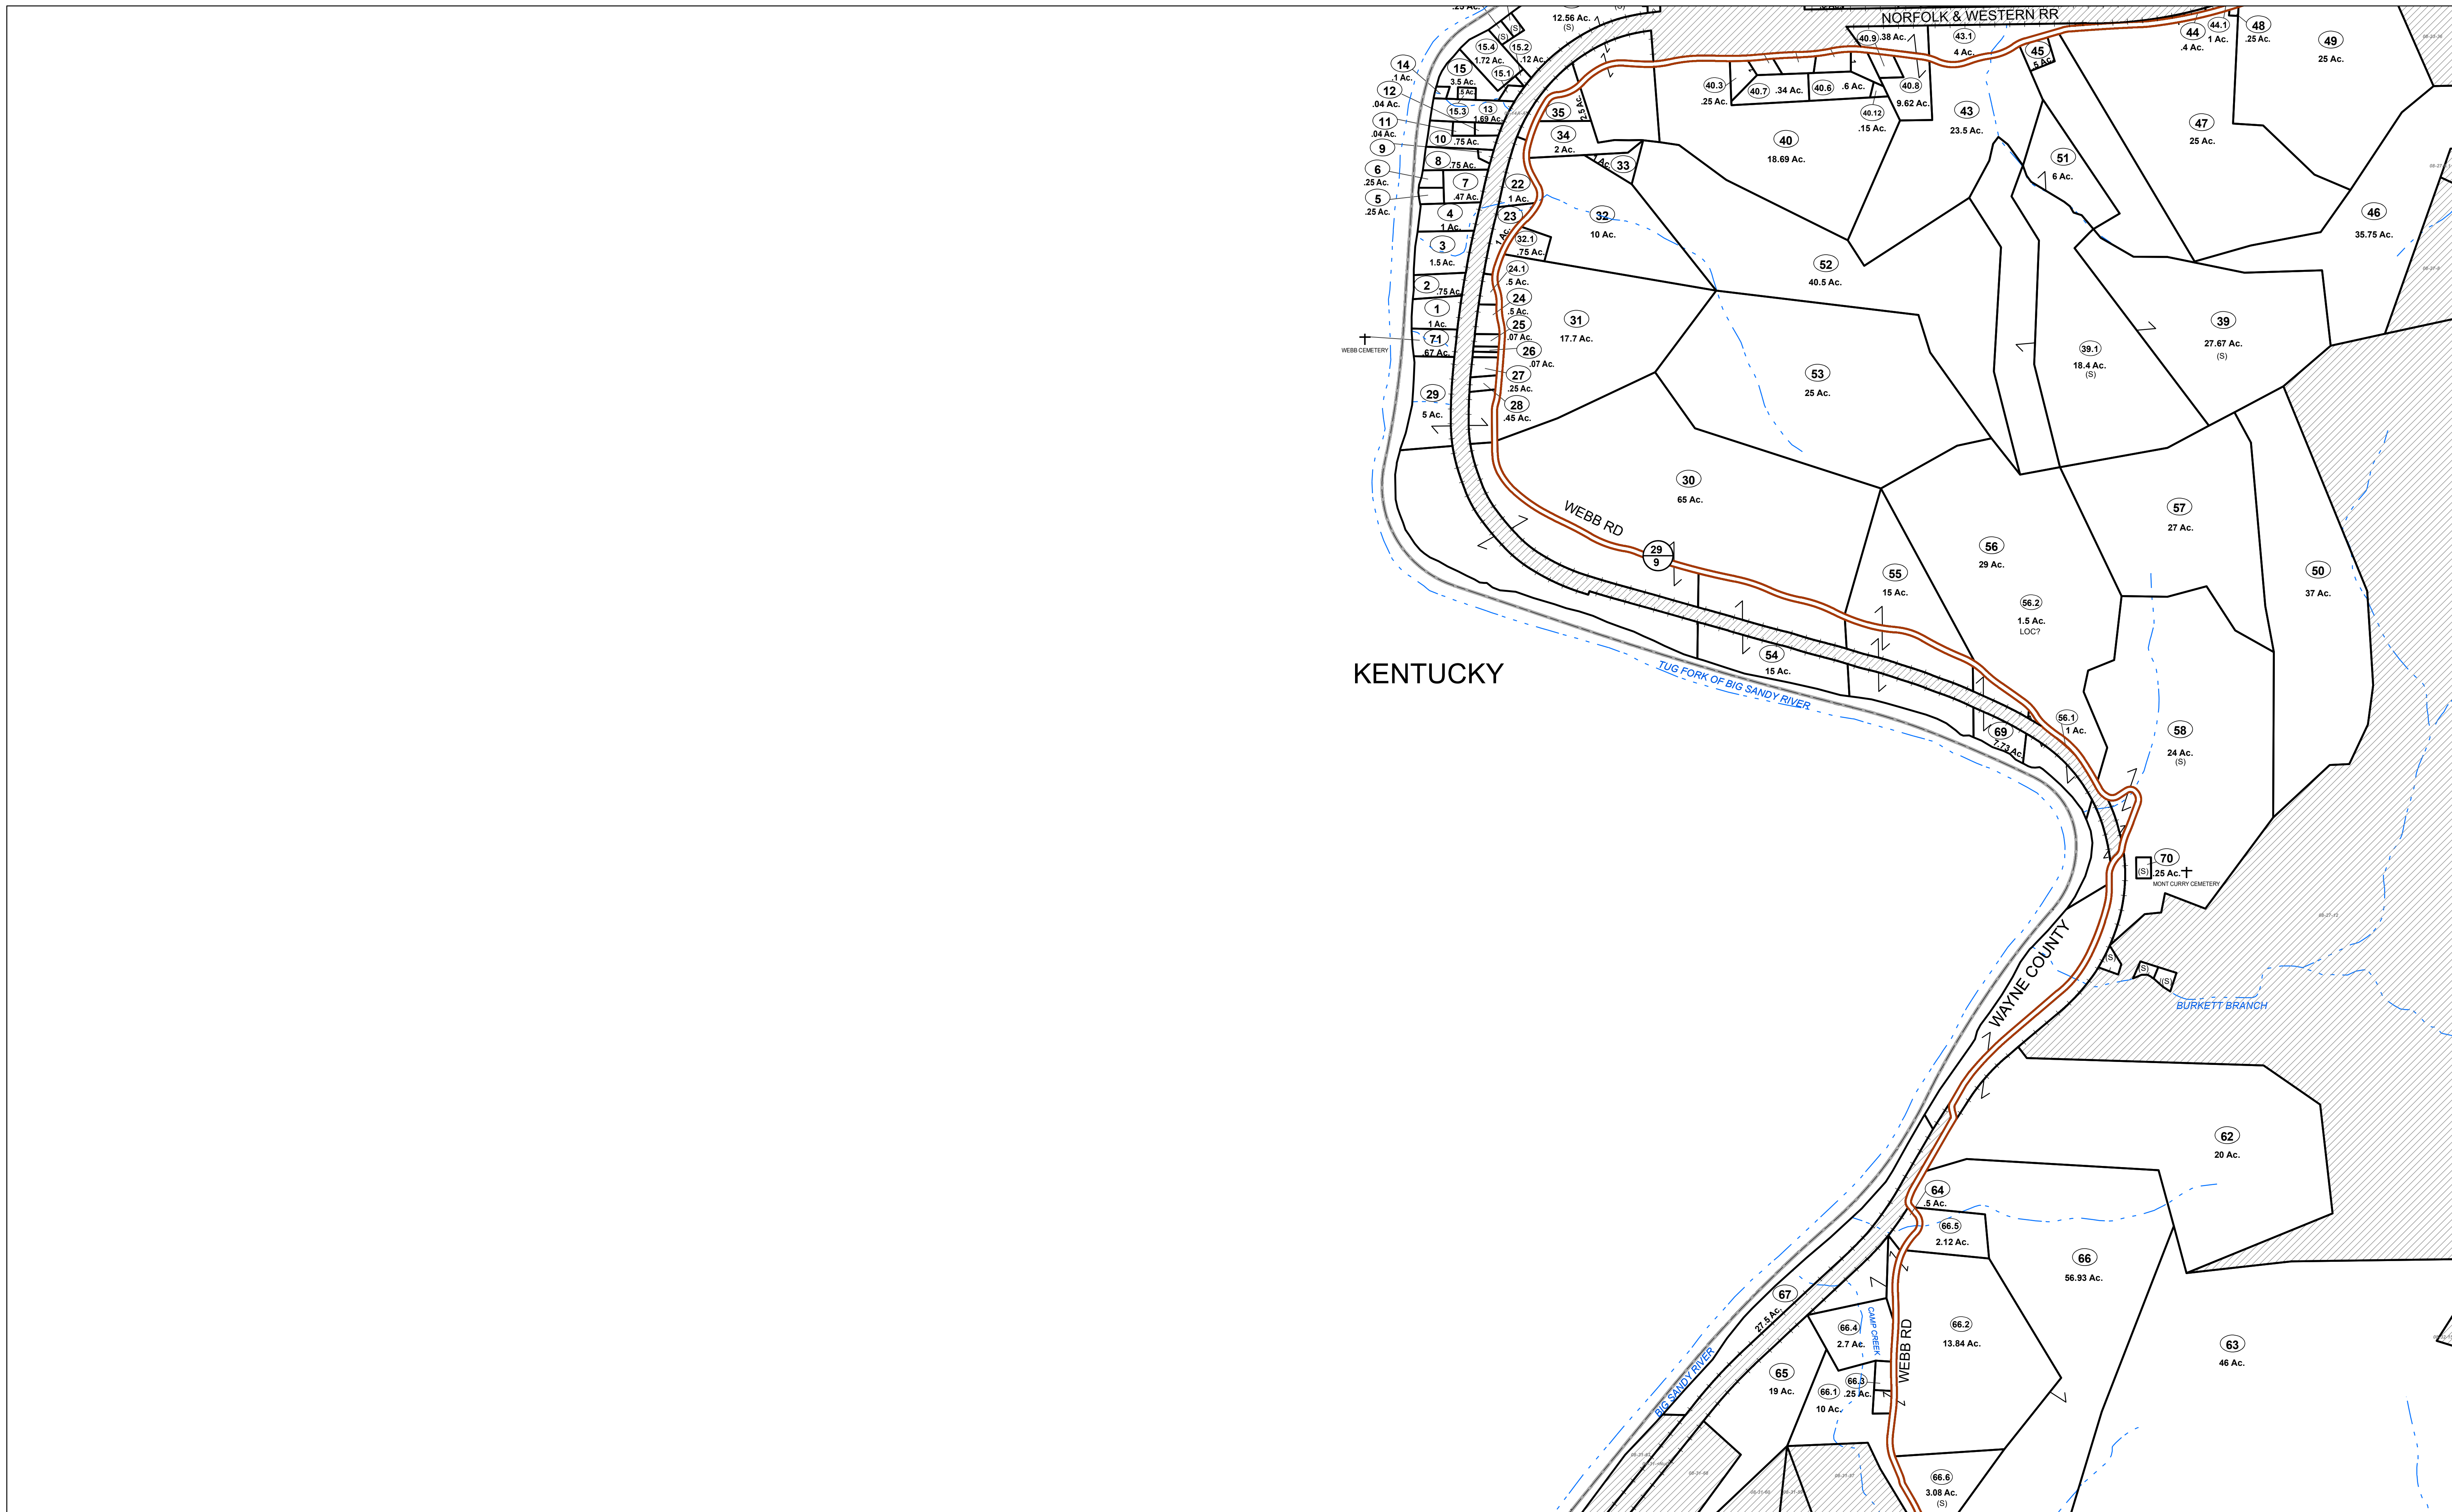 12.56 Ac.
(S)
(S)
NORFOLK & WESTERN RR
44.1
1 Ac.
48
.25 Ac.
44
.4 Ac.
49
25 Ac.
15.4
1.72 Ac.
15.2
.12 Ac.
(S)
(S)
40.9
.38 Ac.
43.1
4 Ac.
45
.5 Ac.
14
.1 Ac.
15
3.5 Ac.
15.1
.5 Ac.
12
.04 Ac.
15.3
13
1.69 Ac.
40.3
.25 Ac.
40.7
.34 Ac.
40.6
.6 Ac.
40.8
9.62 Ac.
40.12
.15 Ac.
35
2.5 Ac.
43
23.5 Ac.
11
.04 Ac.
10
.75 Ac.
34
2 Ac.
40
18.69 Ac.
47
25 Ac.
9
8
.75 Ac.
33
51
6 Ac.
6
.25 Ac.
7
.47 Ac.
22
1 Ac.
5
.25 Ac.
4
1 Ac.
23
1 Ac.
32
10 Ac.
46
35.75 Ac.
3
1.5 Ac.
32.1
.75 Ac.
52
40.5 Ac.
24.1
.5 Ac.
2
.75 Ac.
24
.5 Ac.
1
1 Ac.
25
.07 Ac.
31
17.7 Ac.
39
27.67 Ac.
(S)
WEBB CEMETERY
71
.67 Ac.
26
.07 Ac.
39.1
18.4 Ac.
(S)
27
.25 Ac.
53
25 Ac.
29
5 Ac.
28
.45 Ac.
30
65 Ac.
WEBB RD
57
27 Ac.
29
9
56
29 Ac.
55
15 Ac.
50
37 Ac.
56.2
1.5 Ac.
LOC?
KENTUCKY
54
15 Ac.
TUG FORK OF BIG SANDY RIVER
56.1
1 Ac.
69
7.73 Ac.
58
24 Ac.
(S)
70
.25 Ac.
(S)
MONT CURRY CEMETERY
08-27-12
WAYNE COUNTY
(S)
(S)
(S)
BURKETT BRANCH
62
20 Ac.
64
.5 Ac.
66.5
2.12 Ac.
66
56.93 Ac.
67
27.5 Ac.
CAMP CREEK
66.4
2.7 Ac.
66.2
13.84 Ac.
WEBB RD
63
46 Ac.
BIG SANDY RIVER
65
19 Ac.
66.3
.25 Ac.
66.1
10 Ac.
66.6
3.08 Ac.
(S)